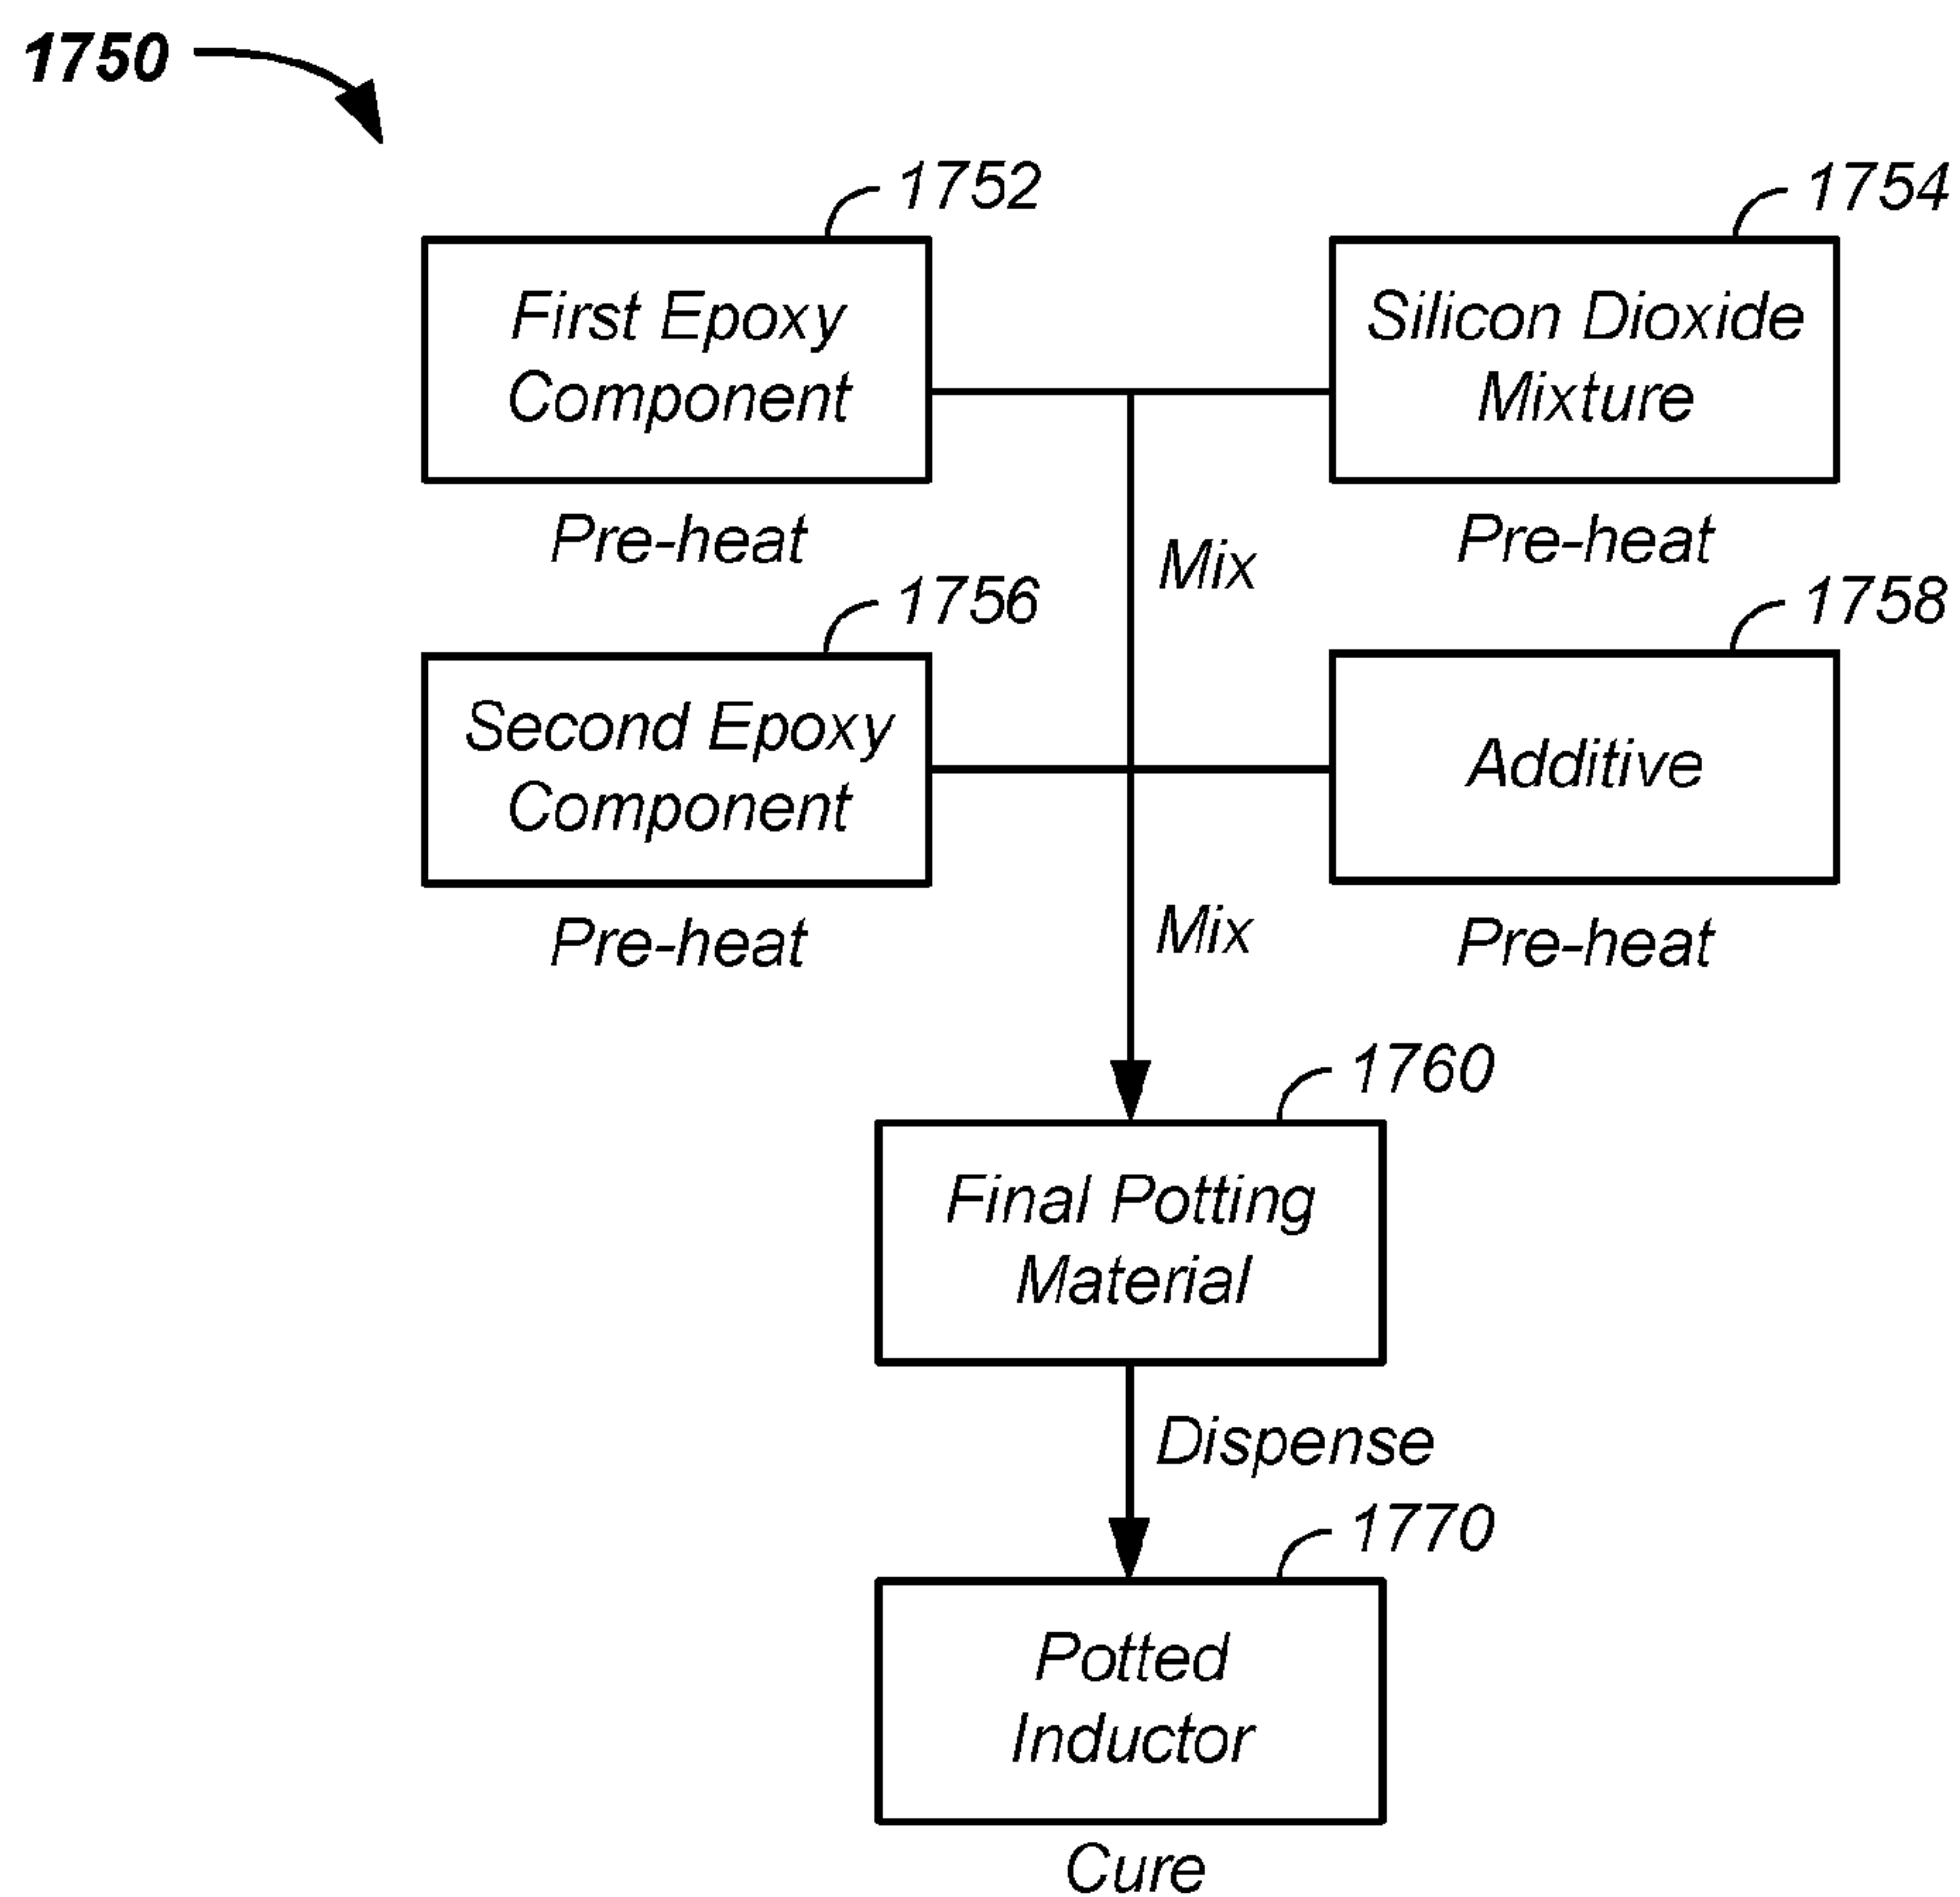 1750
1752
1754
First Epoxy
Component
Silicon Dioxide
Mixture
Pre-heat
Mix
Pre-heat
1756
1758
Second Epoxy
Component
Additive
Pre-heat
Mix
Pre-heat
1760
Final Potting
Material
Dispense
1770
Potted
Inductor
Cure